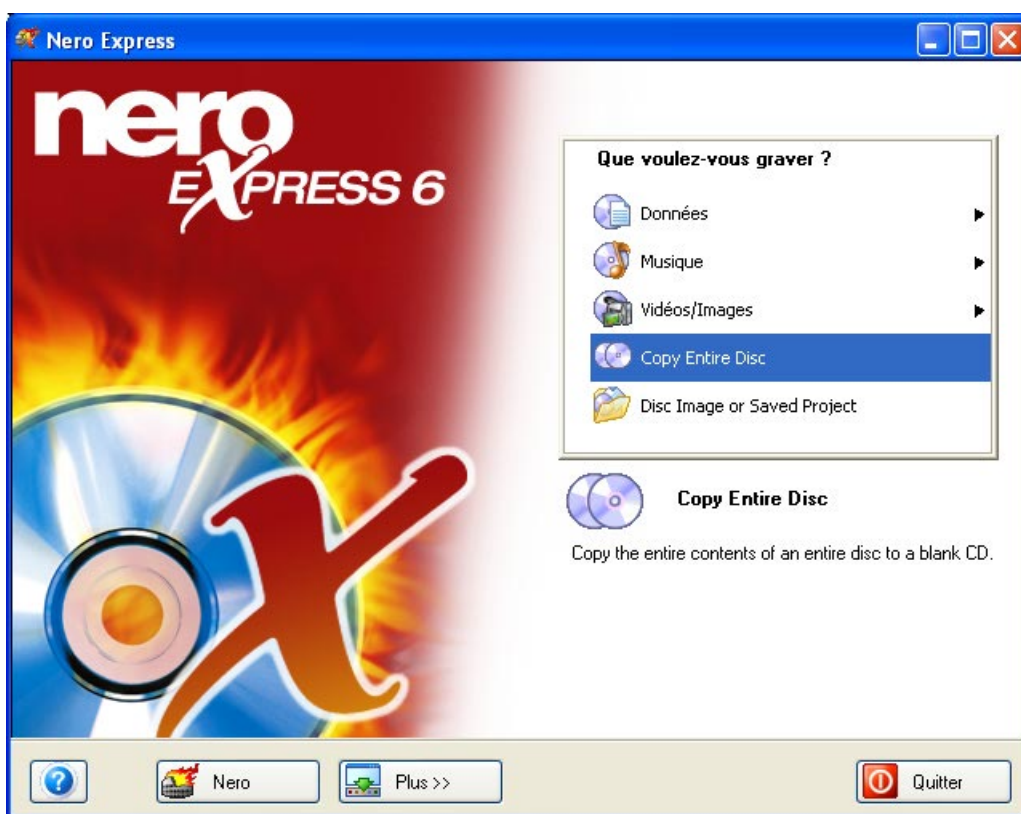 Nero Express
nero
EXPRESS 6
Que voulez-vous graver ?
Données
Musique
Vidéos/Images
Copy Entire Disc
Disc Image or Saved Project
Copy Entire Disc
Copy the entire contents of an entire disc to a blank CD.
?
Nero
Plus >>
Quitter